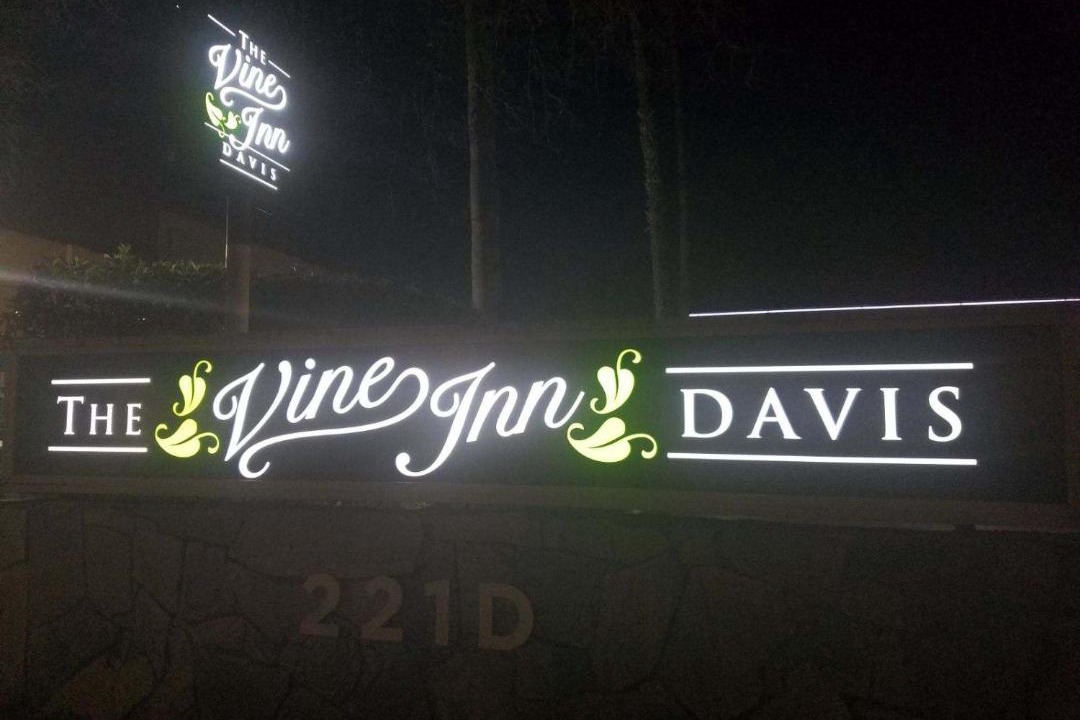 THE
Vine
Inn
DAVIS
THE Vine Inn DAVIS
221D